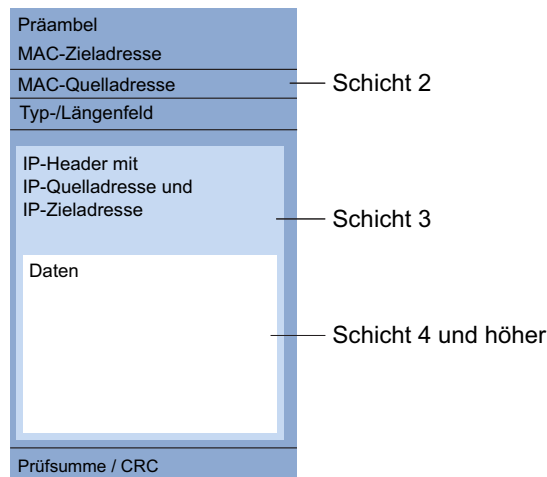 Präambel
MAC-Zieladresse
MAC-Quelladresse
Schicht 2
Typ-/Längenfeld
IP-Header mit
IP-Quelladresse und
IP-Zieladresse
Schicht 3
Daten
Schicht 4 und höher
Prüfsumme / CRC